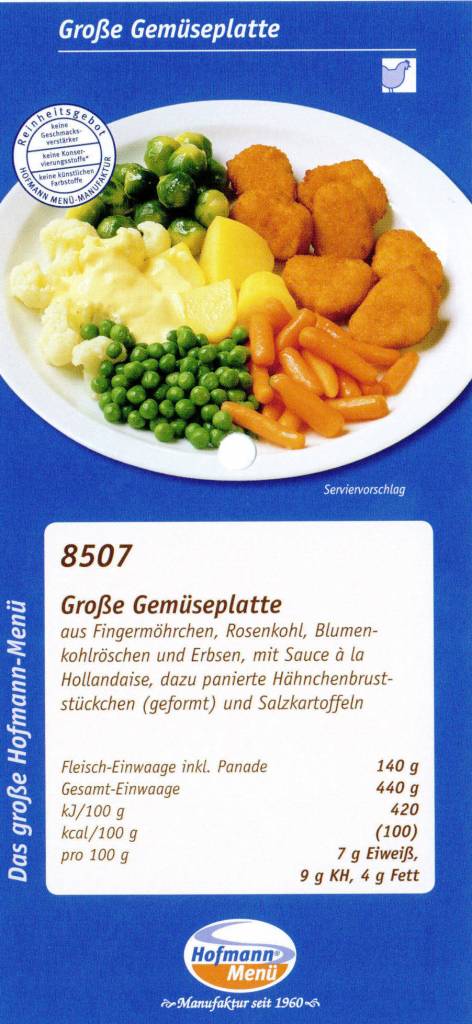 Große Gemüseplatte
Reinheitsgebot
keine
Geschmacks-
verstärker
keine Konser-
vierungsstoffe*
keine künstlichen
Farbstoffe
HOFMANN MENÜ-MANUFAKTUR
Serviervorschlag
8507
Große Gemüseplatte
aus Fingermöhrchen, Rosenkohl, Blumen-
kohlröschen und Erbsen, mit Sauce à la
Hollandaise, dazu panierte Hähnchenbrust-
stückchen (geformt) und Salzkartoffeln
Fleisch-Einwaage inkl. Panade 140 g
Gesamt-Einwaage 440 g
kJ/100 g 420
kcal/100 g (100)
pro 100 g 7 g Eiweiß,
9 g KH, 4 g Fett
Das große Hofmann-Menü
Hofmann®
Menü
Manufaktur seit 1960